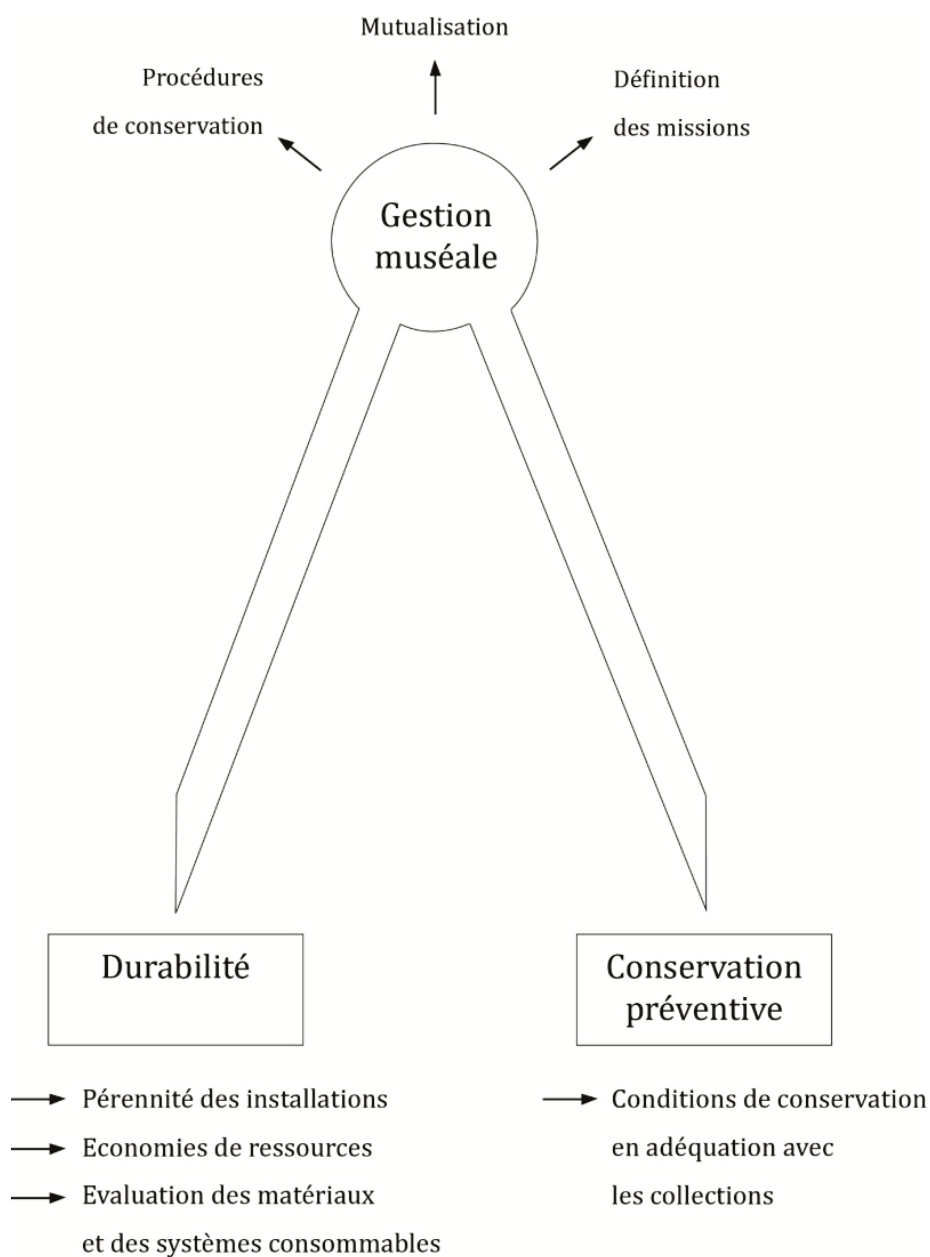 Mutualisation
Procédures
de conservation
Définition
des missions
Gestion
muséale
Durabilité
Conservation
préventive
Pérennité des installations
Economies de ressources
Evaluation des matériaux
et des systèmes consommables
Conditions de conservation
en adéquation avec
les collections